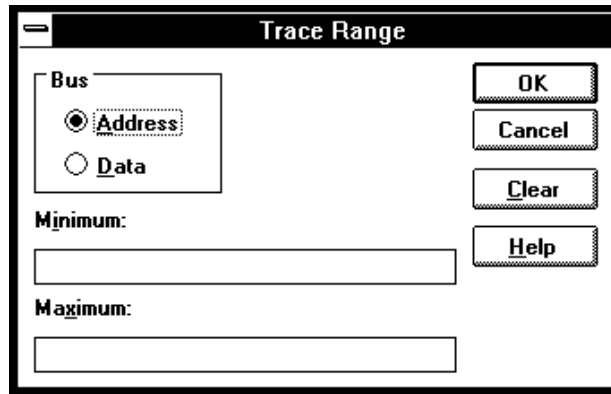 Trace Range
Bus
Address
Data
Minimum:
Maximum:
OK
Cancel
Clear
Help